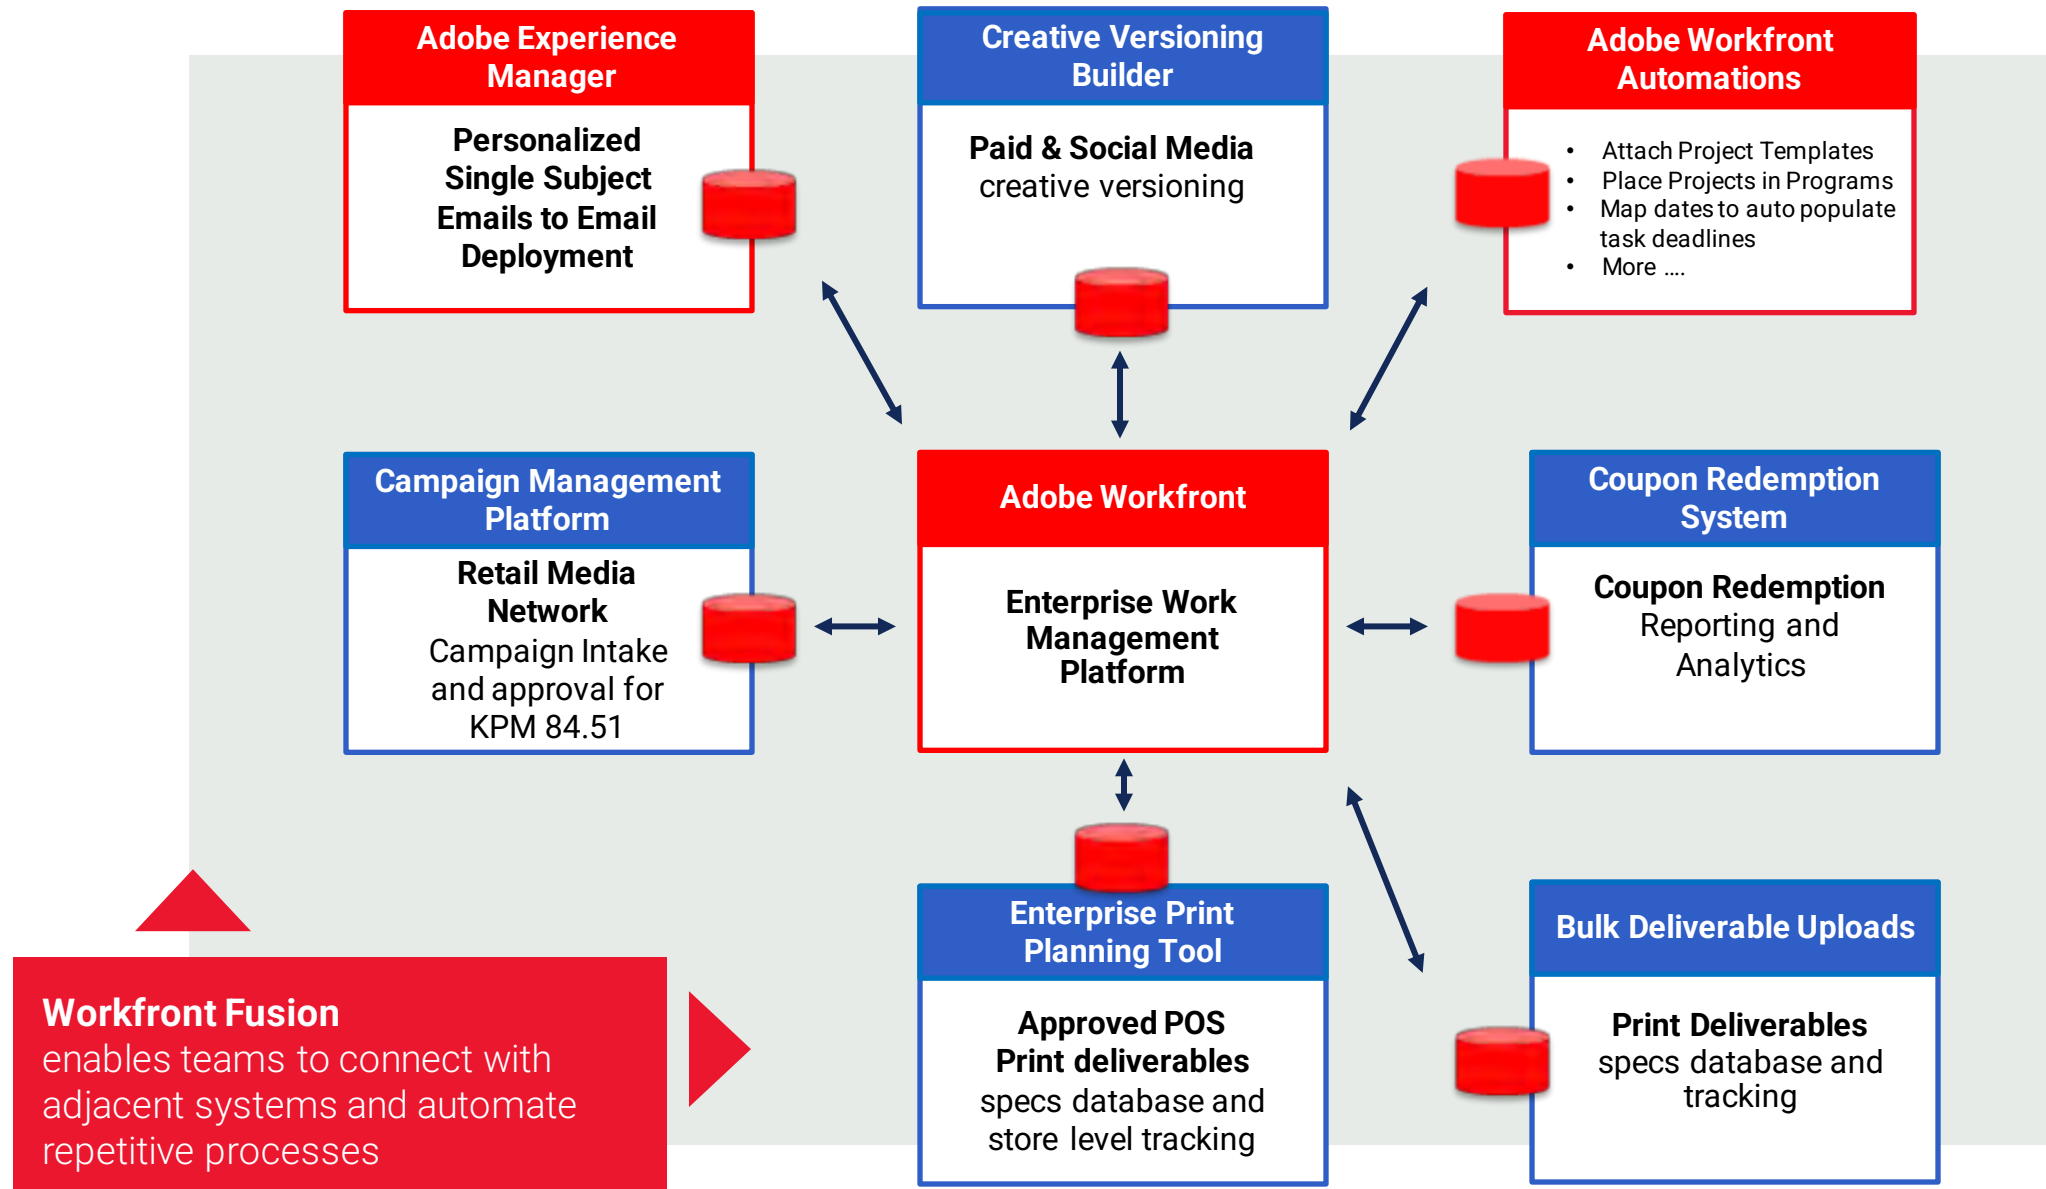 Adobe Experience
Manager
Personalized
Single Subject
Emails to Email
Deployment
Creative Versioning
Builder
Paid & Social Media
creative versioning
Adobe Workfront
Automations
• Attach Project Templates
• Place Projects in Programs
• Map dates to auto populate
task deadlines
• More ....
Campaign Management
Platform
Retail Media
Network
Campaign Intake
and approval for
KPM 84.51
Adobe Workfront
Enterprise Work
Management
Platform
Coupon Redemption
System
Coupon Redemption
Reporting and
Analytics
Workfront Fusion
enables teams to connect with
adjacent systems and automate
repetitive processes
Enterprise Print
Planning Tool
Approved POS
Print deliverables
specs database and
store level tracking
Bulk Deliverable Uploads
Print Deliverables
specs database and
tracking